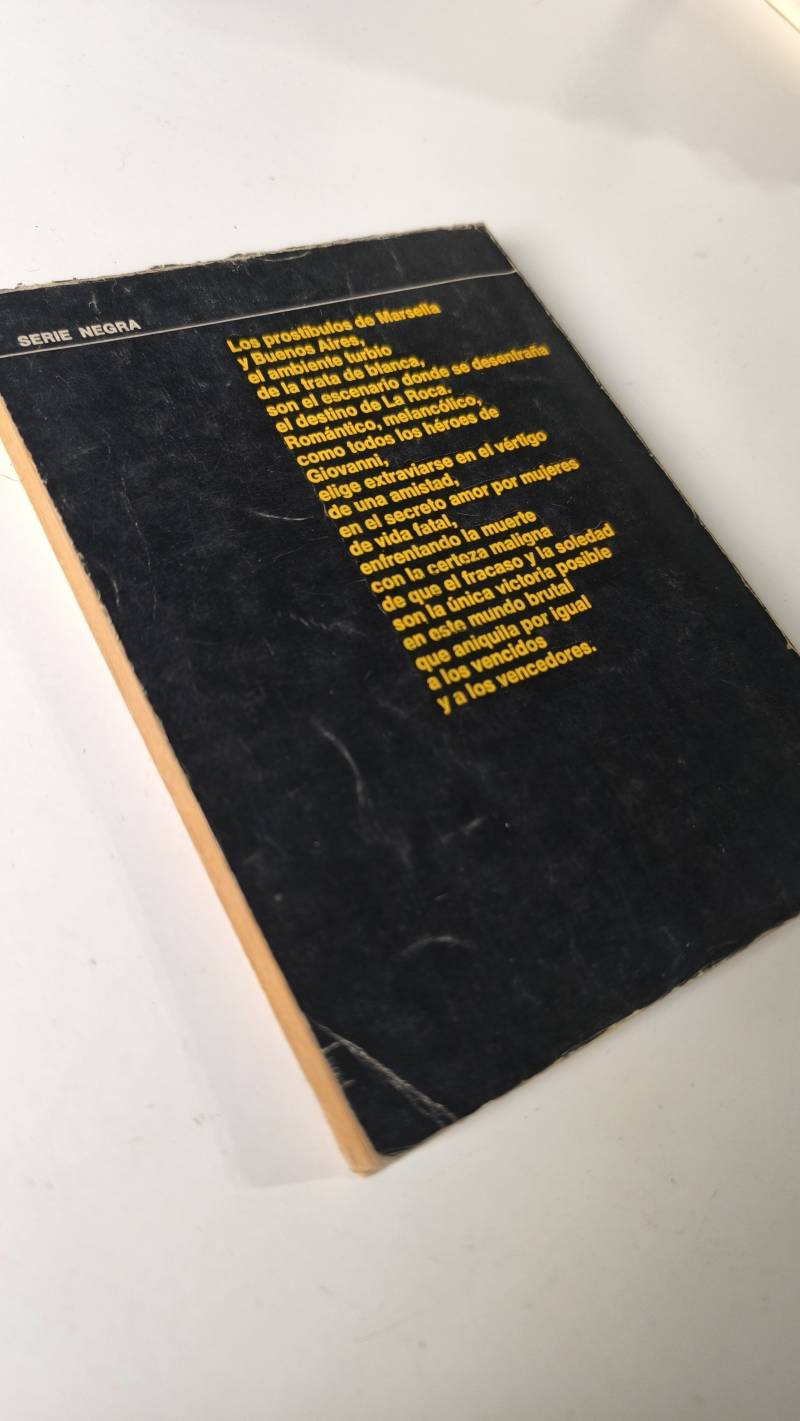 SERIE NEGRA
Los prostíbulos de Marsella
y Buenos Aires,
el ambiente turbio
de la trata de blanca,
son el escenario donde se desentraña
el destino de La Roca.
Romántico, melancólico,
como todos los héroes de
Giovanni,
elige extraviarse en el vértigo
de una amistad,
en el secreto amor por mujeres
de vida fatal,
enfrentando la muerte
con la certeza maligna
de que el fracaso y la soledad
son la única victoria posible
en este mundo brutal
que aniquila por igual
a los vencidos
y a los vencedores.